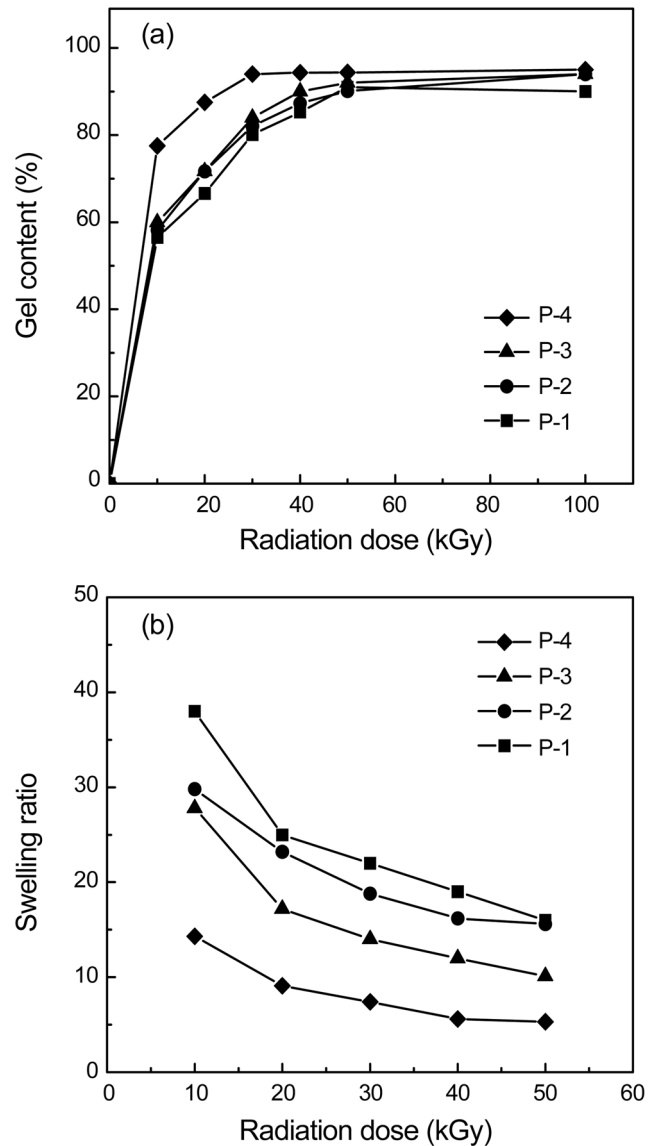 (a)
100
80
60
40
20
0
Gel content (%)
P-4
P-3
P-2
P-1
0 20 40 60 80 100
Radiation dose (kGy)
(b)
50
40
30
20
10
0
Swelling ratio
P-4
P-3
P-2
P-1
0 10 20 30 40 50 60
Radiation dose (kGy)